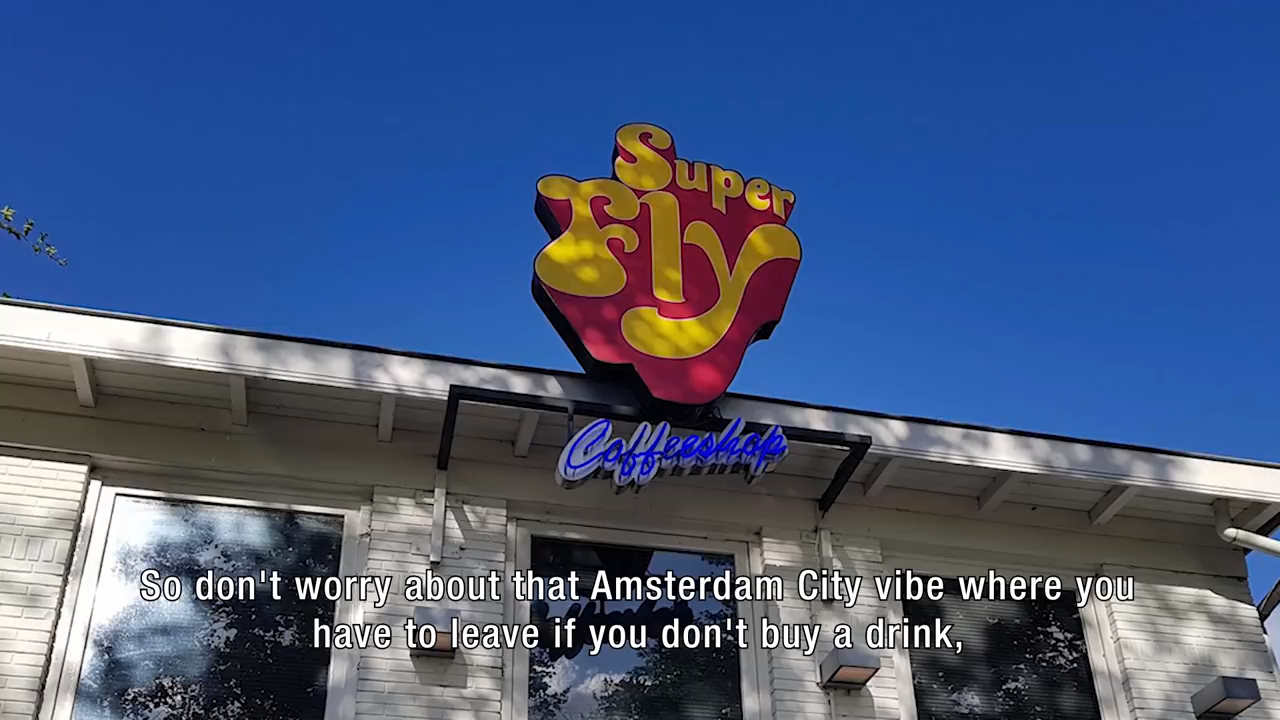 Super
Fly
Coffeeshop
So don't worry about that Amsterdam City vibe where you
have to leave if you don't buy a drink,